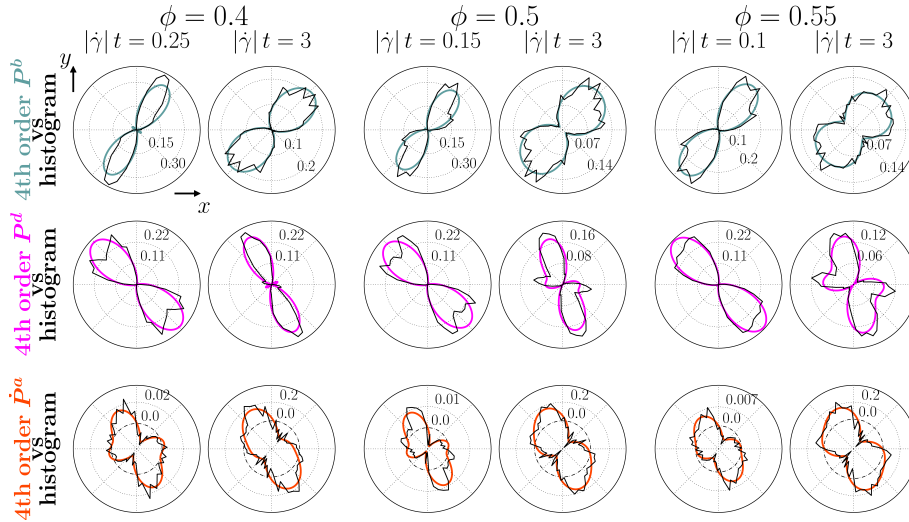 ϕ = 0.4 ϕ = 0.5 ϕ = 0.55
|γ̇| t = 0.25 |γ̇| t = 3 |γ̇| t = 0.15 |γ̇| t = 3 |γ̇| t = 0.1 |γ̇| t = 3
y
4th order P^b
vs
histogram
0.15 0.1 0.15 0.07 0.1 0.07
0.30 0.2 0.30 0.14 0.2 0.14
x
4th order P^d
vs
histogram
0.22 0.22 0.22 0.16 0.22 0.12
0.11 0.11 0.11 0.08 0.11 0.06
4th order Ṗ^a
vs
histogram
0.02 0.2 0.01 0.2 0.007 0.2
0.0 0.0 0.0 0.0 0.0 0.0